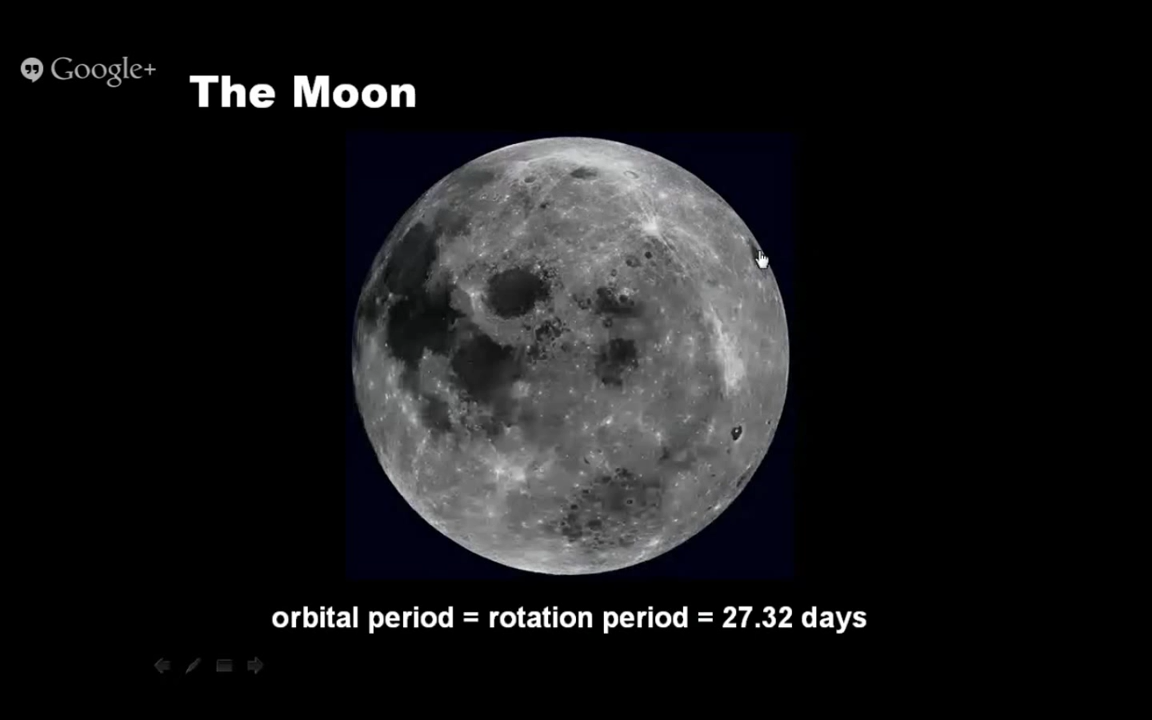 Google+
The Moon
orbital period = rotation period = 27.32 days